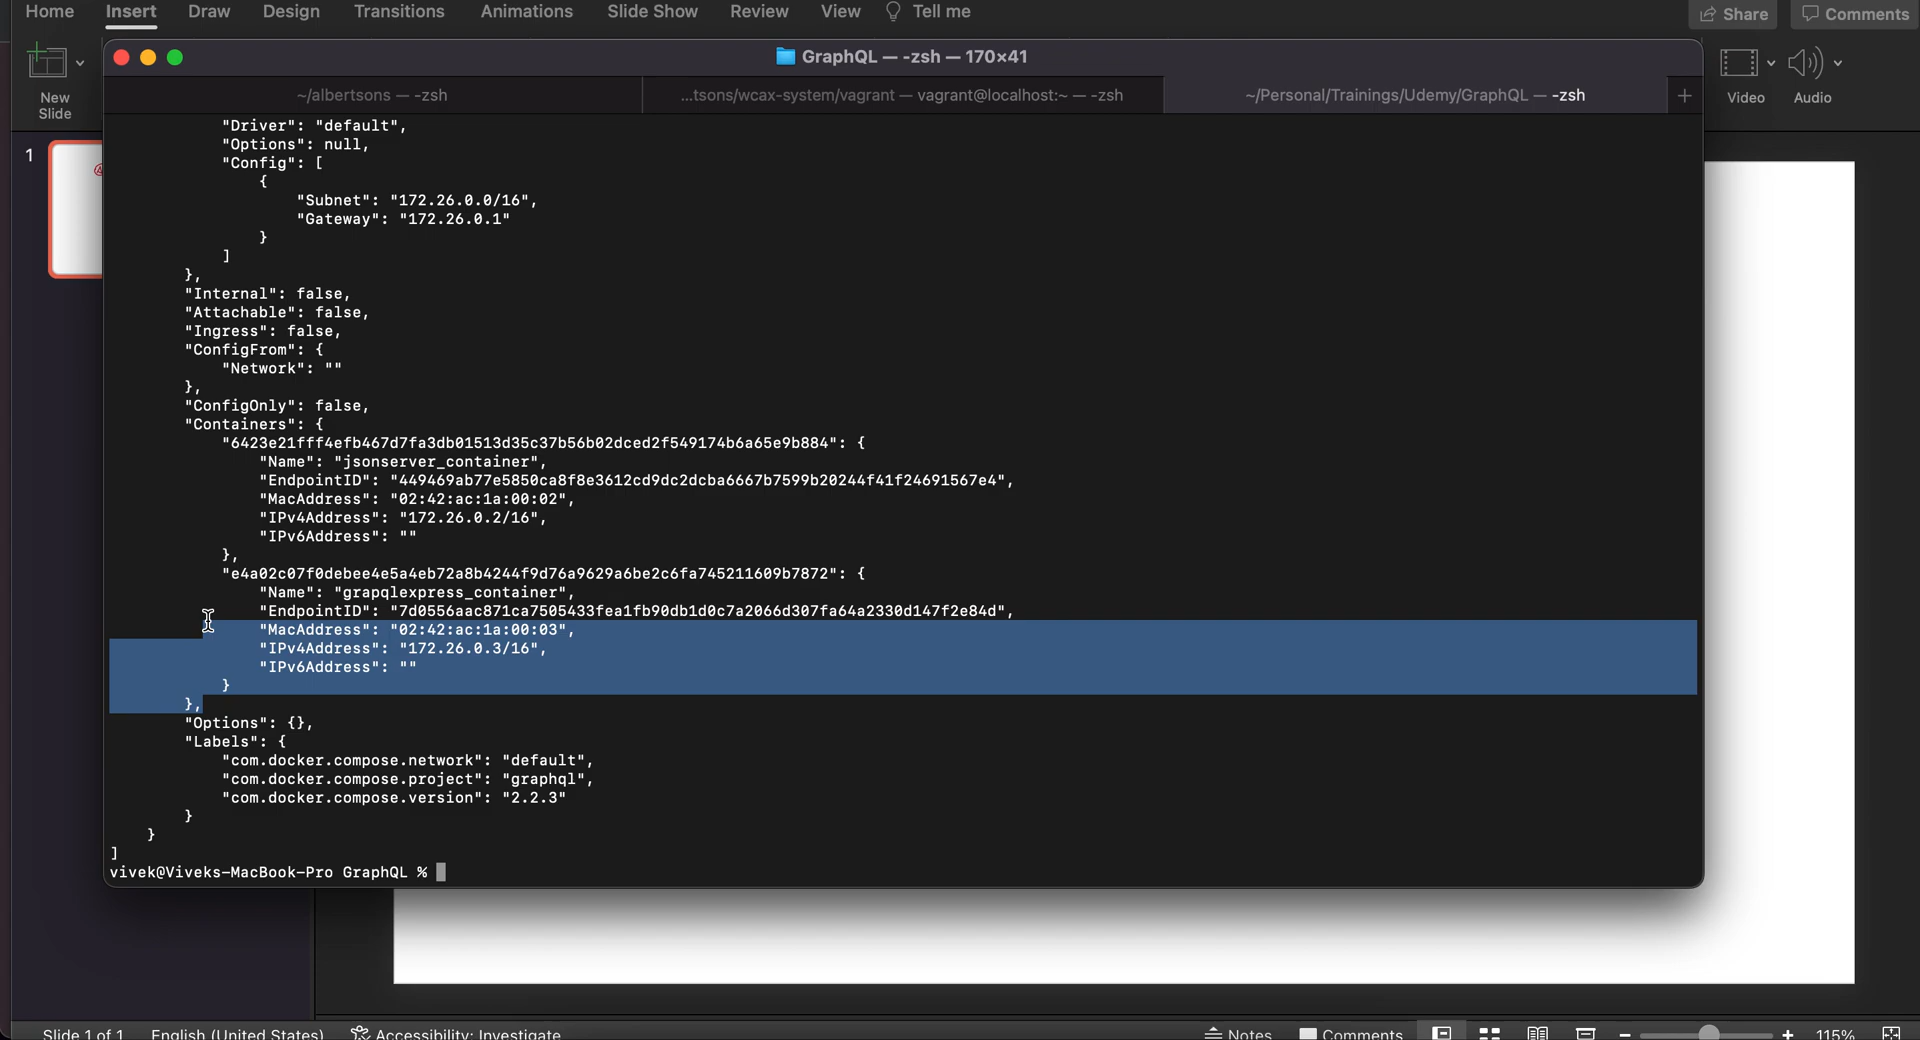 Home Insert Draw Design Transitions Animations Slide Show Review View Tell me Share Comments
GraphQL — -zsh — 170×41
New
Slide
Video Audio
~/albertsons — -zsh ...tsons/wcax-system/vagrant — vagrant@localhost:~ — -zsh ~/Personal/Trainings/Udemy/GraphQL — -zsh +
1
"Driver": "default",
"Options": null,
"Config": [
{
"Subnet": "172.26.0.0/16",
"Gateway": "172.26.0.1"
}
]
},
"Internal": false,
"Attachable": false,
"Ingress": false,
"ConfigFrom": {
"Network": ""
},
"ConfigOnly": false,
"Containers": {
"6423e21fff4efb467d7fa3db01513d35c37b56b02dced2f549174b6a65e9b884": {
"Name": "jsonserver_container",
"EndpointID": "449469ab77e5850ca8f8e3612cd9dc2dcba6667b7599b20244f41f24691567e4",
"MacAddress": "02:42:ac:1a:00:02",
"IPv4Address": "172.26.0.2/16",
"IPv6Address": ""
},
"e4a02c07f0debee4e5a4eb72a8b4244f9d76a9629a6be2c6fa745211609b7872": {
"Name": "grapqlexpress_container",
"EndpointID": "7d0556aac871ca7505433fea1fb90db1d0c7a2066d307fa64a2330d147f2e84d",
"MacAddress": "02:42:ac:1a:00:03",
"IPv4Address": "172.26.0.3/16",
"IPv6Address": ""
}
},
"Options": {},
"Labels": {
"com.docker.compose.network": "default",
"com.docker.compose.project": "graphql",
"com.docker.compose.version": "2.2.3"
}
}
]
vivek@Viveks-MacBook-Pro GraphQL %
Slide 1 of 1 English (United States) Accessibility: Investigate Notes Comments − + 115%